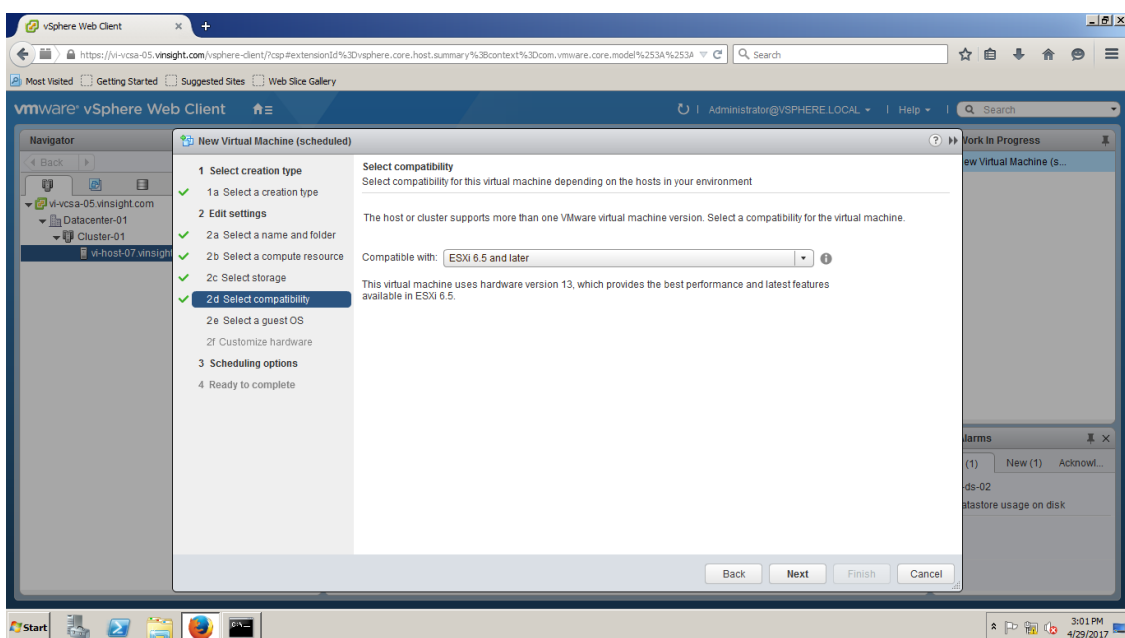 vSphere Web Client
https://vi-vcsa-05.vinsight.com/vsphere-client/?csp#extensionId%3Dvsphere.core.host.summary%3Bcontext%3Dcom.vmware.core.model%253A%253A
Search
Most Visited Getting Started Suggested Sites Web Slice Gallery
vmware® vSphere Web Client
Administrator@VSPHERE.LOCAL
Help
Search
Navigator
Back
vi-vcsa-05.vinsight.com
Datacenter-01
Cluster-01
vi-host-07.vinsight
New Virtual Machine (scheduled)
1 Select creation type
1a Select a creation type
2 Edit settings
2a Select a name and folder
2b Select a compute resource
2c Select storage
2d Select compatibility
2e Select a guest OS
2f Customize hardware
3 Scheduling options
4 Ready to complete
Select compatibility
Select compatibility for this virtual machine depending on the hosts in your environment
The host or cluster supports more than one VMware virtual machine version. Select a compatibility for the virtual machine.
Compatible with: ESXi 6.5 and later
This virtual machine uses hardware version 13, which provides the best performance and latest features
available in ESXi 6.5.
Back Next Finish Cancel
Work In Progress
ew Virtual Machine (s...
larms
(1) New (1) Acknowl...
-ds-02
atastore usage on disk
Start
3:01 PM
4/29/2017